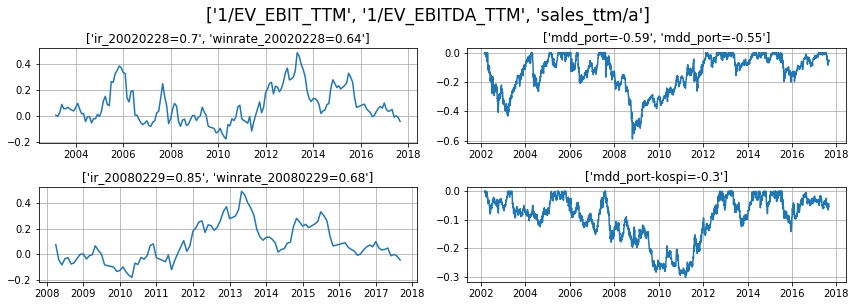 ['1/EV_EBIT_TTM', '1/EV_EBITDA_TTM', 'sales_ttm/a']
['ir_20020228=0.7', 'winrate_20020228=0.64']
0.4
0.2
0.0
−0.2
2004 2006 2008 2010 2012 2014 2016 2018
['mdd_port=-0.59', 'mdd_port=-0.55']
0.0
−0.2
−0.4
−0.6
2002 2004 2006 2008 2010 2012 2014 2016 2018
['ir_20080229=0.85', 'winrate_20080229=0.68']
0.4
0.2
0.0
−0.2
2008 2009 2010 2011 2012 2013 2014 2015 2016 2017 2018
['mdd_port-kospi=-0.3']
0.0
−0.1
−0.2
−0.3
2002 2004 2006 2008 2010 2012 2014 2016 2018